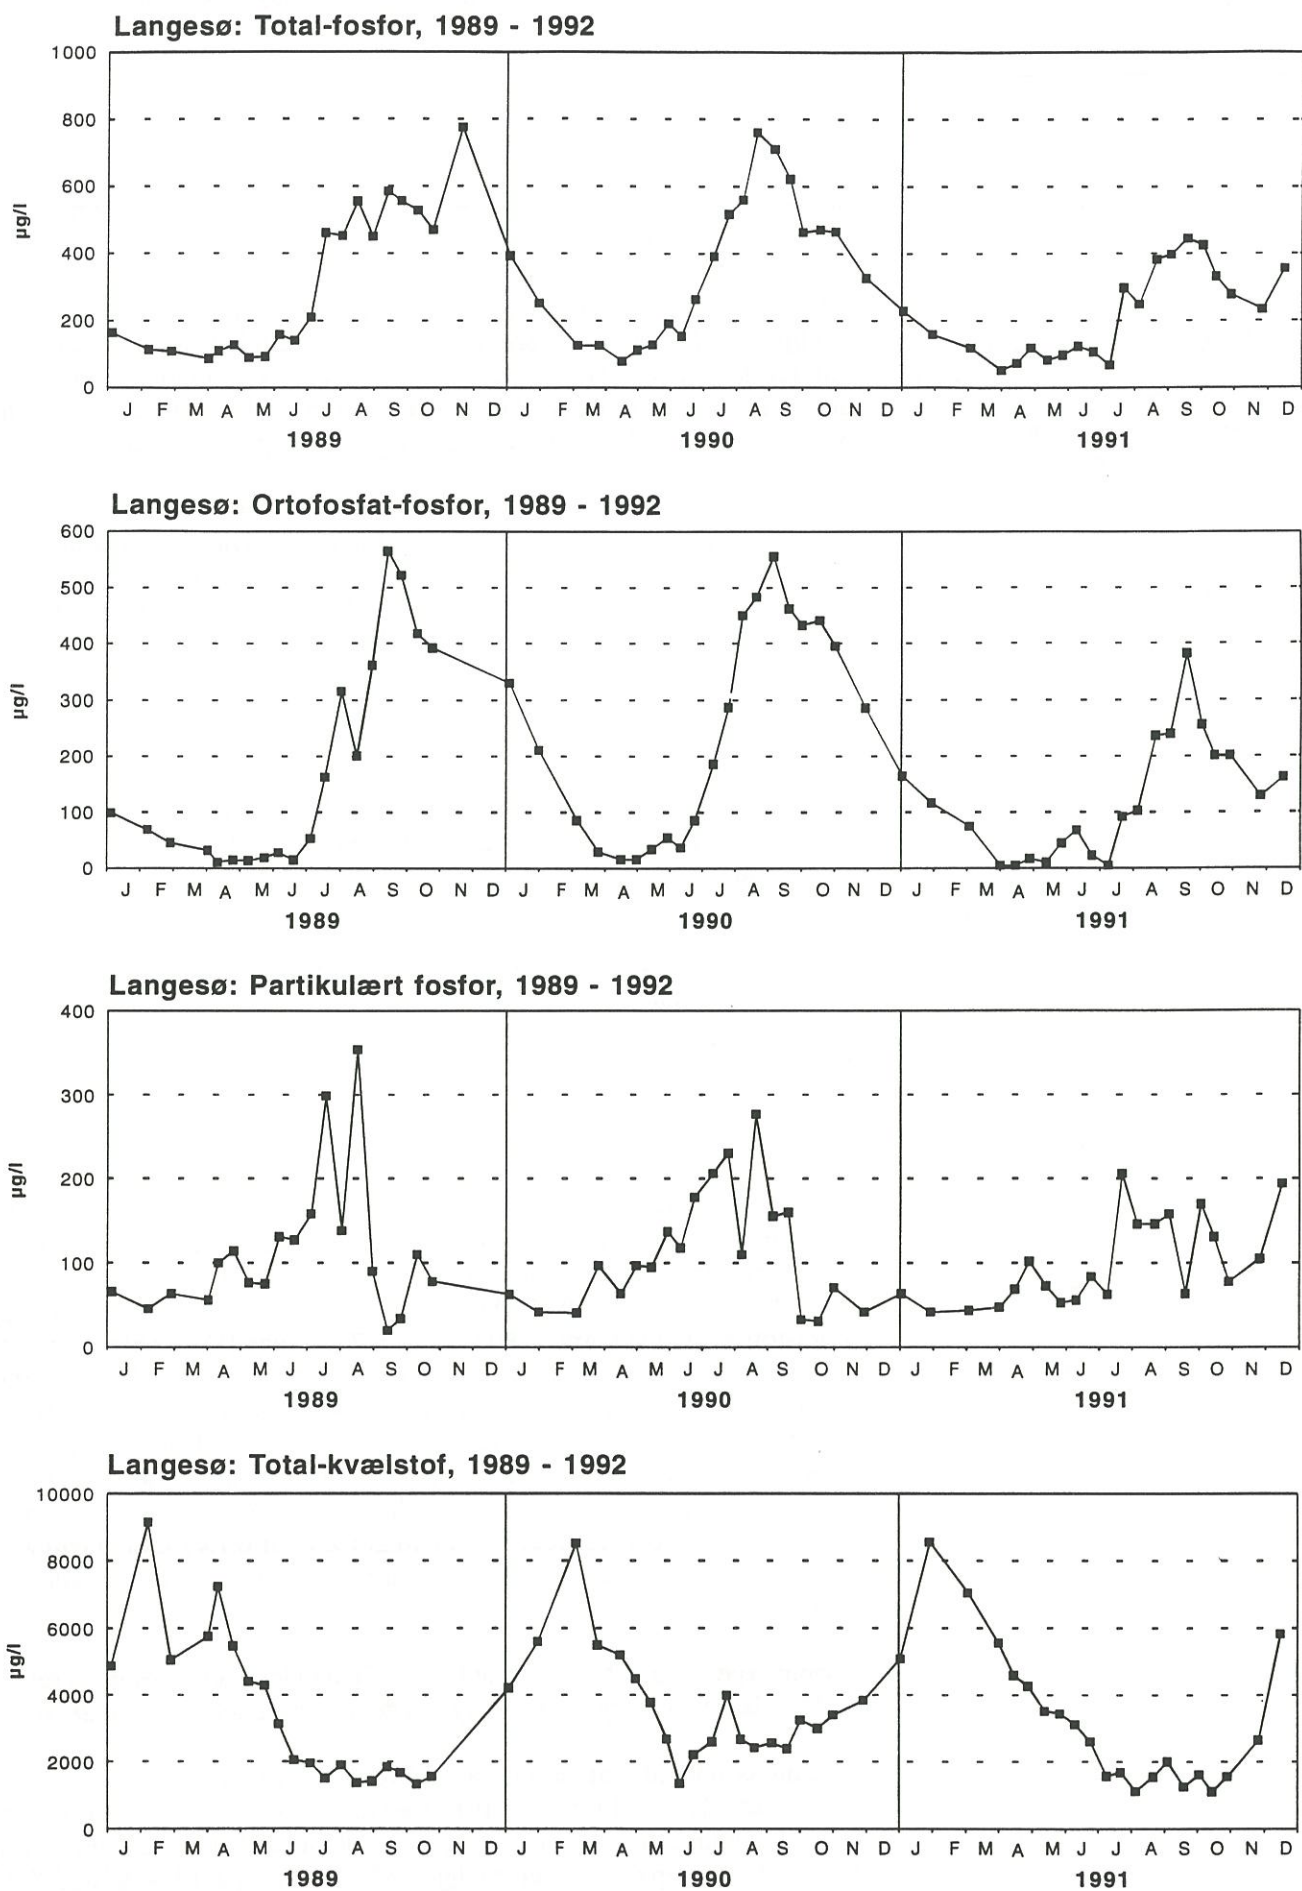 Langesø: Total-fosfor, 1989 - 1992
1000
800
600
400
200
0
µg/l
J F M A M J J A S O N D J F M A M J J A S O N D J F M A M J J A S O N D
1989 1990 1991
Langesø: Ortofosfat-fosfor, 1989 - 1992
600
500
400
300
200
100
0
µg/l
J F M A M J J A S O N D J F M A M J J A S O N D J F M A M J J A S O N D
1989 1990 1991
Langesø: Partikulært fosfor, 1989 - 1992
400
300
200
100
0
µg/l
J F M A M J J A S O N D J F M A M J J A S O N D J F M A M J J A S O N D
1989 1990 1991
Langesø: Total-kvælstof, 1989 - 1992
10000
8000
6000
4000
2000
0
µg/l
J F M A M J J A S O N D J F M A M J J A S O N D J F M A M J J A S O N D
1989 1990 1991